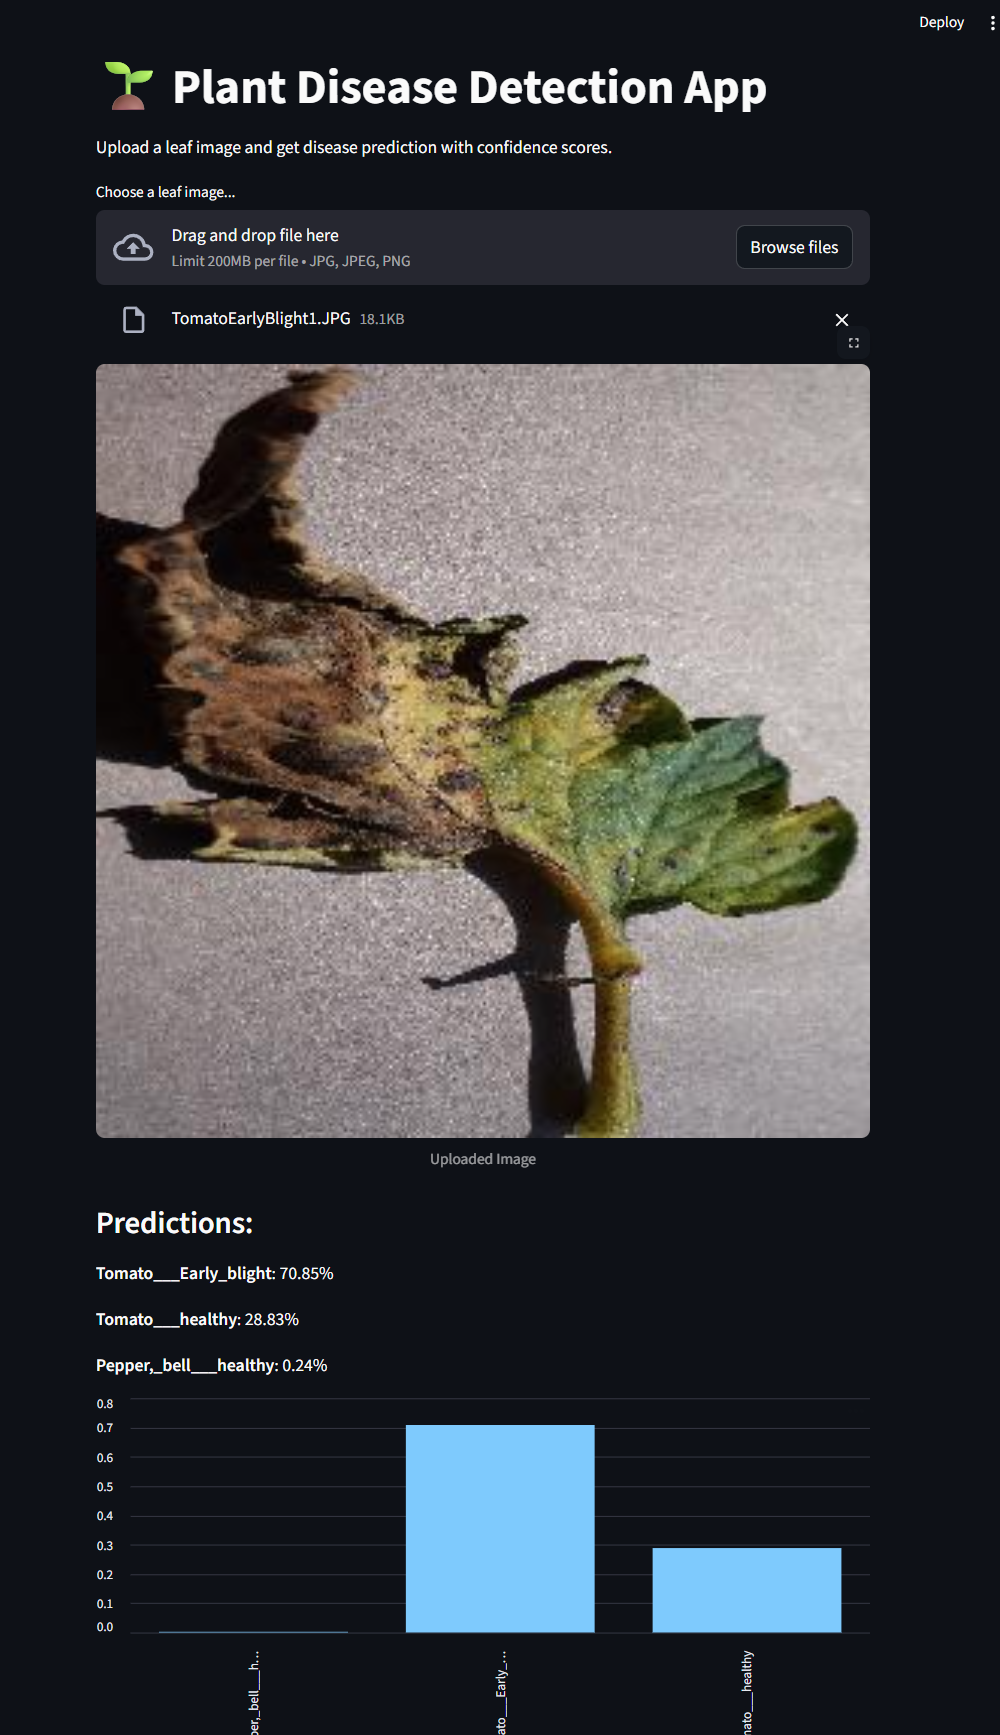 Deploy
Plant Disease Detection App
Upload a leaf image and get disease prediction with confidence scores.
Choose a leaf image...
Drag and drop file here
Limit 200MB per file • JPG, JPEG, PNG
Browse files
TomatoEarlyBlight1.JPG 18.1KB
Uploaded Image
Predictions:
Tomato___Early_blight: 70.85%
Tomato___healthy: 28.83%
Pepper,_bell___healthy: 0.24%
0.8
0.7
0.6
0.5
0.4
0.3
0.2
0.1
0.0
per,_bell___h...
ato___Early_...
nato___healthy